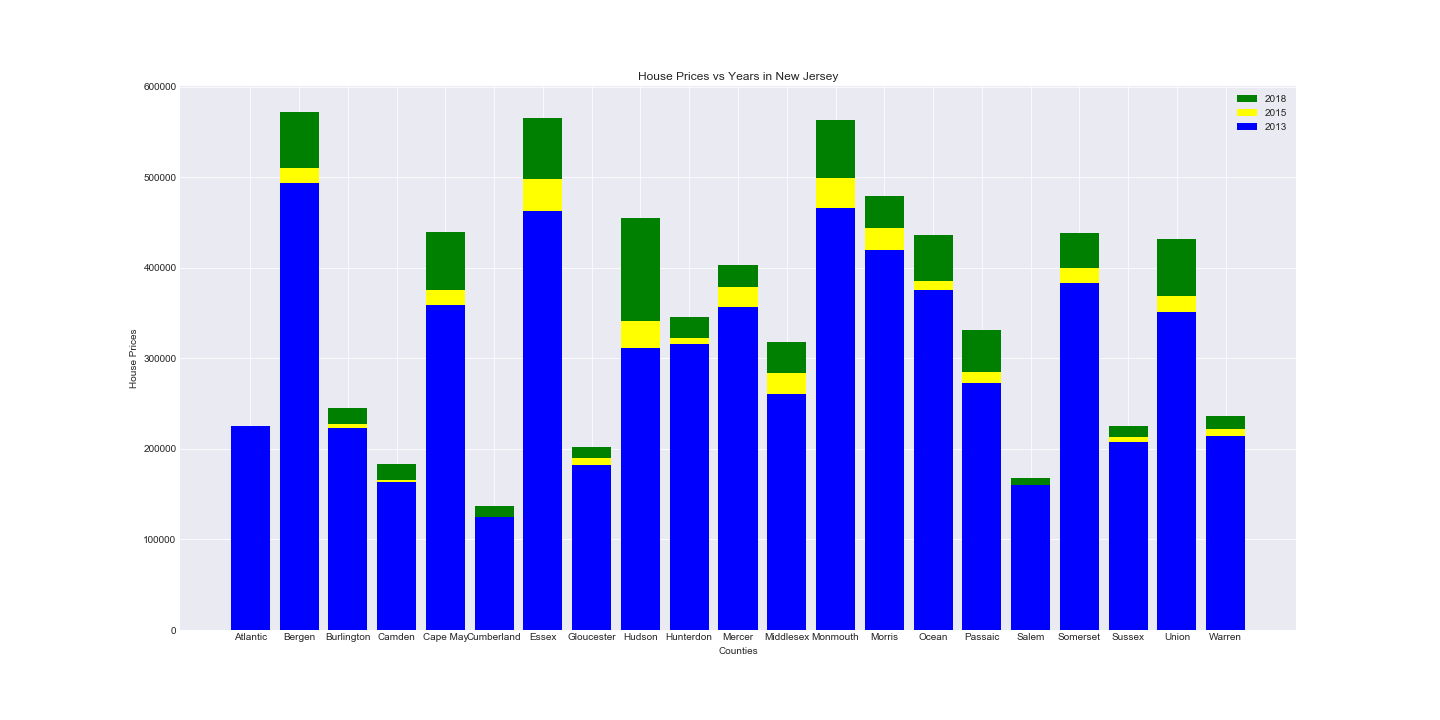 House Prices vs Years in New Jersey
600000
500000
400000
300000
200000
100000
0
House Prices
2018
2015
2013
Atlantic Bergen Burlington Camden Cape May Cumberland Essex Gloucester Hudson Hunterdon Mercer Middlesex Monmouth Morris Ocean Passaic Salem Somerset Sussex Union Warren
Counties